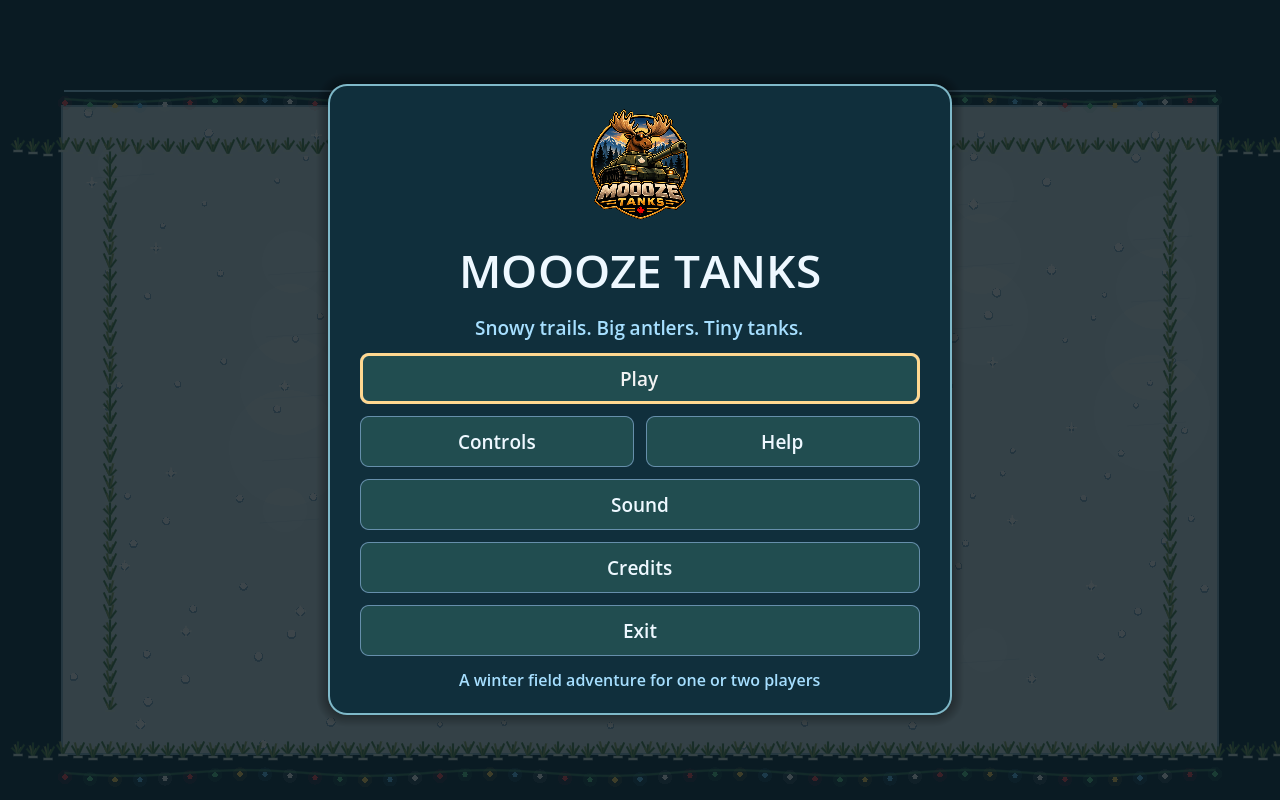 MOOOZE
TANKS
MOOOZE TANKS
Snowy trails. Big antlers. Tiny tanks.
Play
Controls
Help
Sound
Credits
Exit
A winter field adventure for one or two players